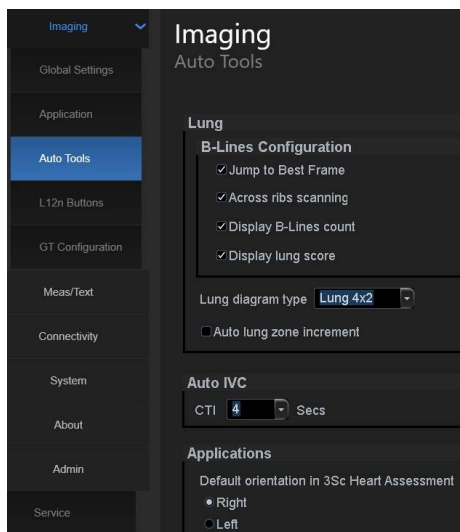 Imaging
Global Settings
Application
Auto Tools
L12n Buttons
GT Configuration
Meas/Text
Connectivity
System
About
Admin
Service
Imaging
Auto Tools
Lung
B-Lines Configuration
Jump to Best Frame
Across ribs scanning
Display B-Lines count
Display lung score
Lung diagram type Lung 4x2
Auto lung zone increment
Auto IVC
CTI 4 Secs
Applications
Default orientation in 3Sc Heart Assessment
Right
Left